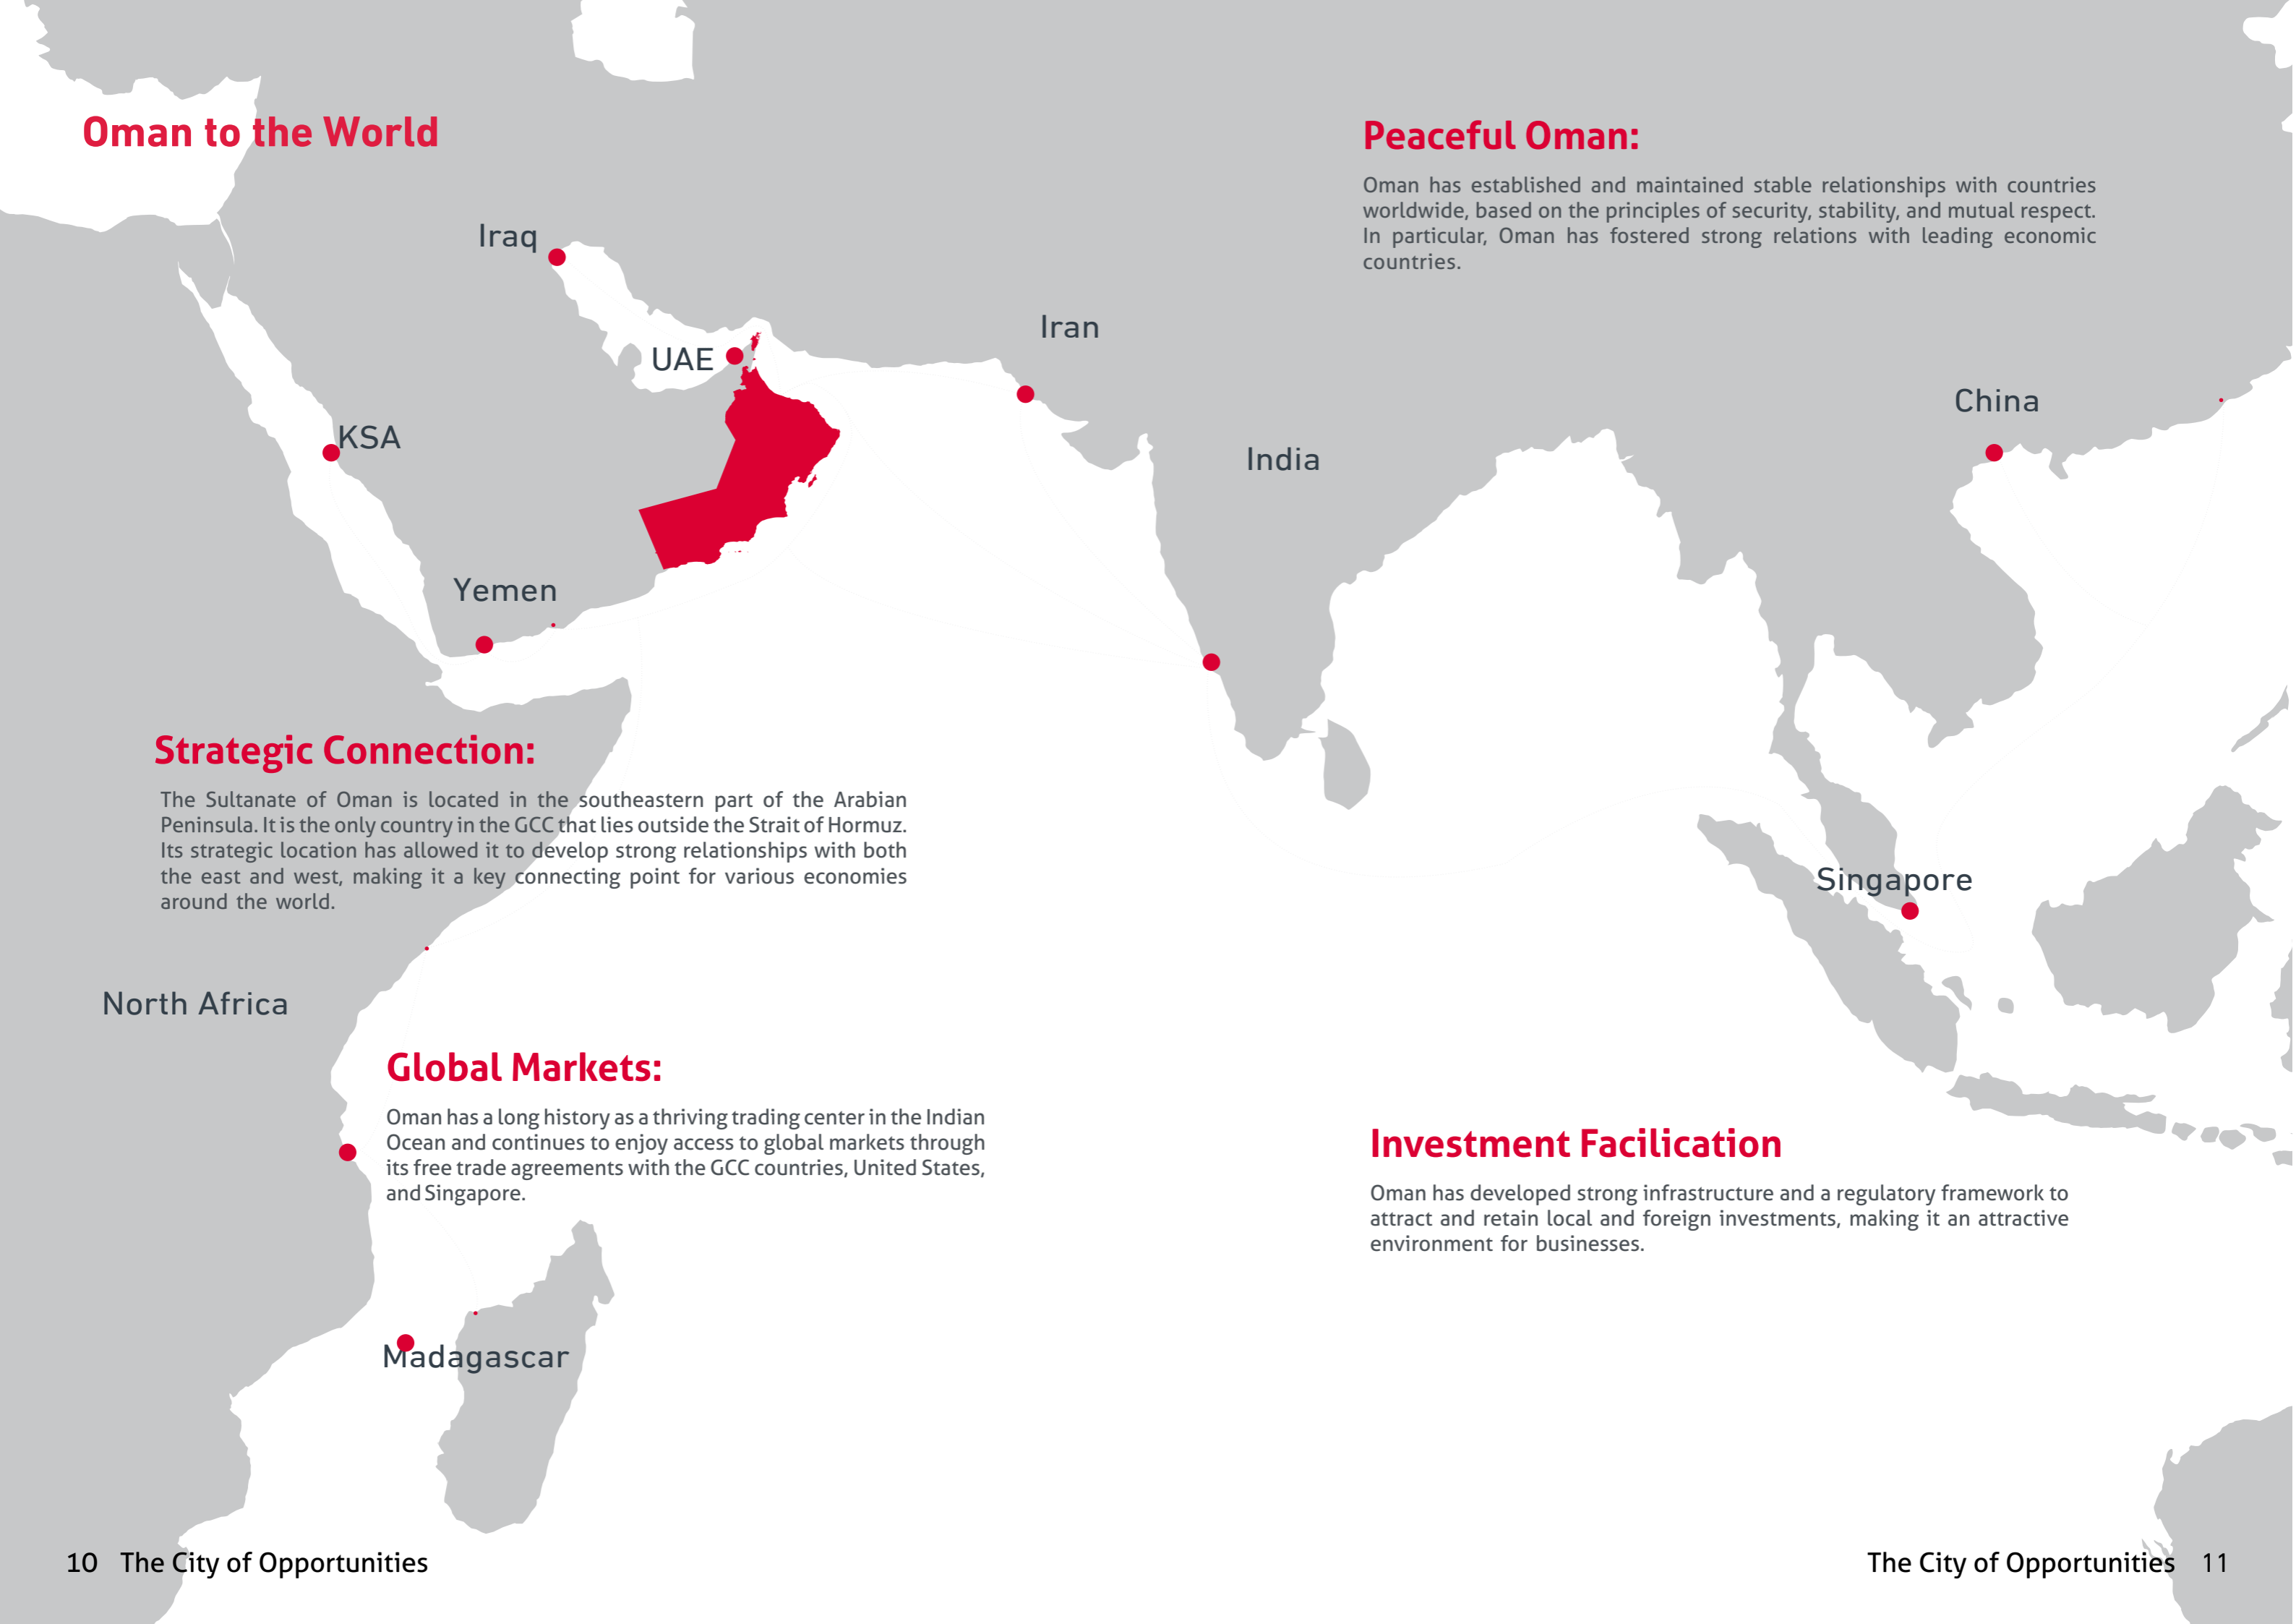 Oman to the World
Iraq
UAE
KSA
Yemen
Iran
India
China
Singapore
North Africa
Madagascar
Peaceful Oman:
Oman has established and maintained stable relationships with countries
worldwide, based on the principles of security, stability, and mutual respect.
In particular, Oman has fostered strong relations with leading economic
countries.
Strategic Connection:
The Sultanate of Oman is located in the southeastern part of the Arabian
Peninsula. It is the only country in the GCC that lies outside the Strait of Hormuz.
Its strategic location has allowed it to develop strong relationships with both
the east and west, making it a key connecting point for various economies
around the world.
Global Markets:
Oman has a long history as a thriving trading center in the Indian
Ocean and continues to enjoy access to global markets through
its free trade agreements with the GCC countries, United States,
and Singapore.
Investment Facilication
Oman has developed strong infrastructure and a regulatory framework to
attract and retain local and foreign investments, making it an attractive
environment for businesses.
10 The City of Opportunities
The City of Opportunities 11